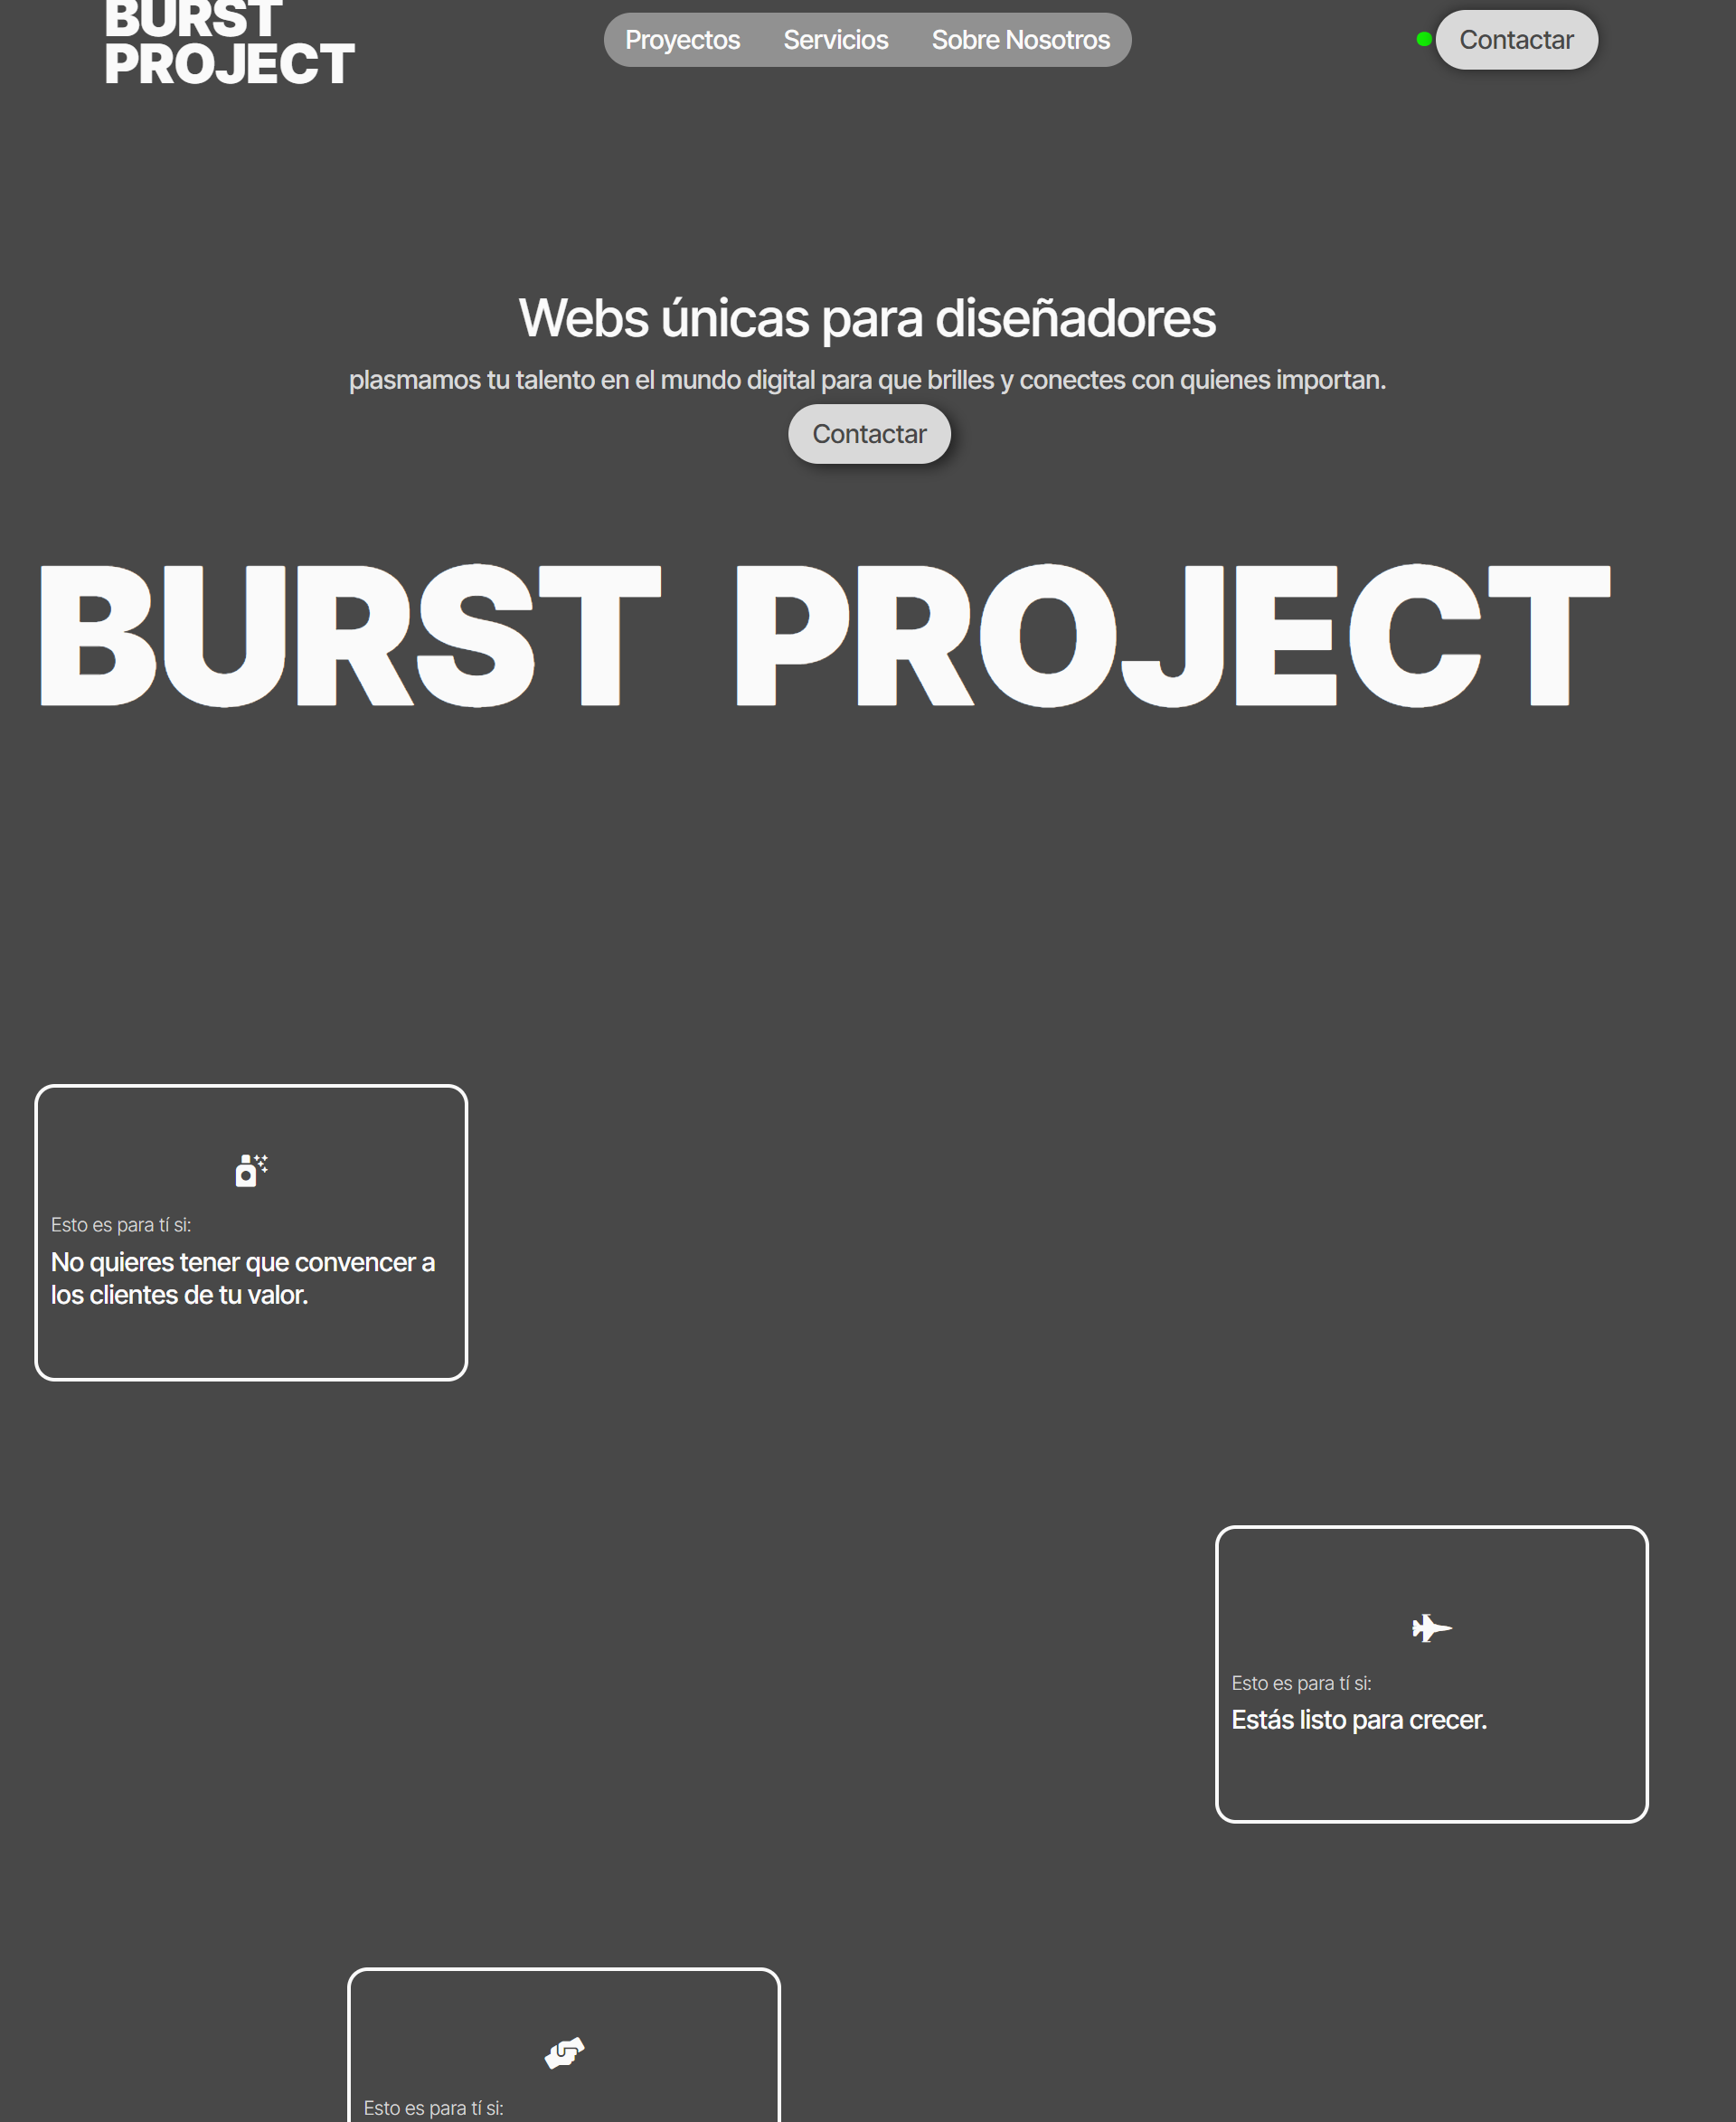 BURST
PROJECT
Proyectos Servicios Sobre Nosotros
Contactar
Webs únicas para diseñadores
plasmamos tu talento en el mundo digital para que brilles y conectes con quienes importan.
Contactar
BURST PROJECT
Esto es para tí si:
No quieres tener que convencer a
los clientes de tu valor.
Esto es para tí si:
Estás listo para crecer.
Esto es para tí si: